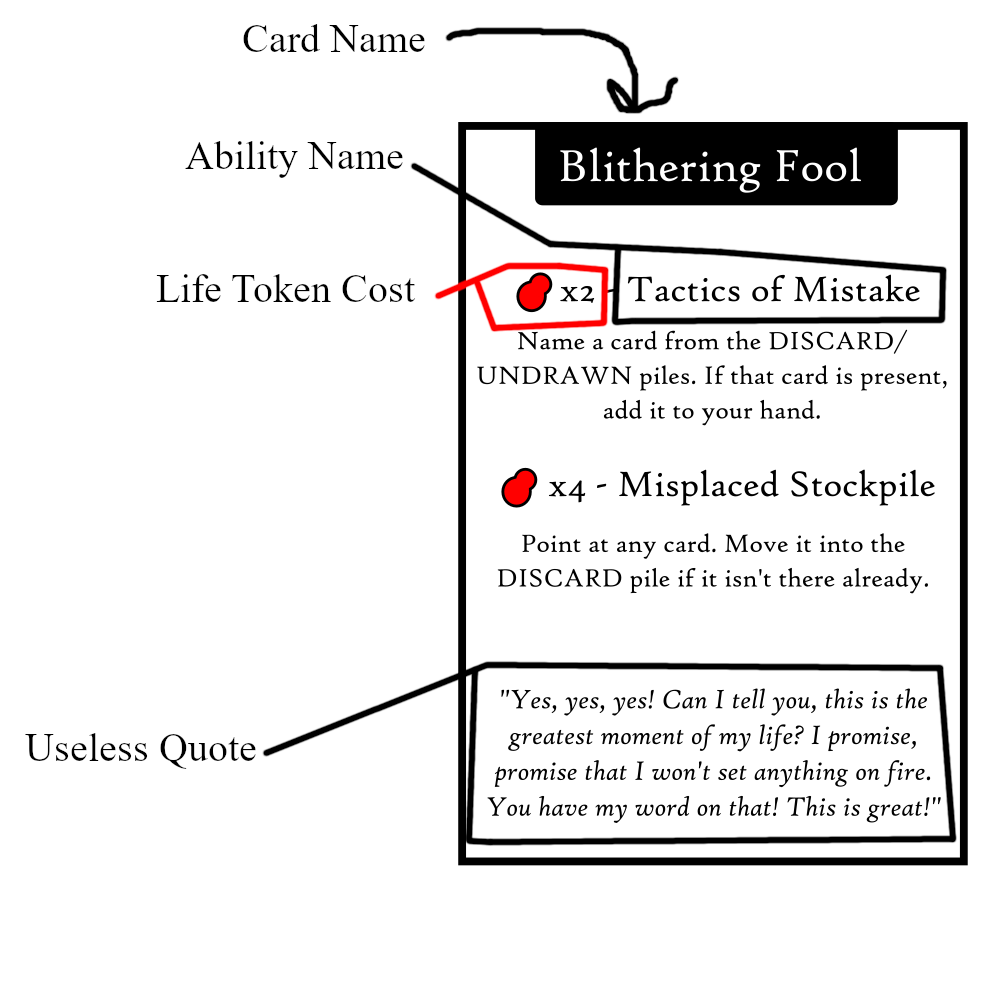 Card Name
Ability Name
Life Token Cost
Useless Quote
Blithering Fool
x2 - Tactics of Mistake
Name a card from the DISCARD/
UNDRAWN piles. If that card is present,
add it to your hand.
x4 - Misplaced Stockpile
Point at any card. Move it into the
DISCARD pile if it isn't there already.
"Yes, yes, yes! Can I tell you, this is the
greatest moment of my life? I promise,
promise that I won't set anything on fire.
You have my word on that! This is great!"